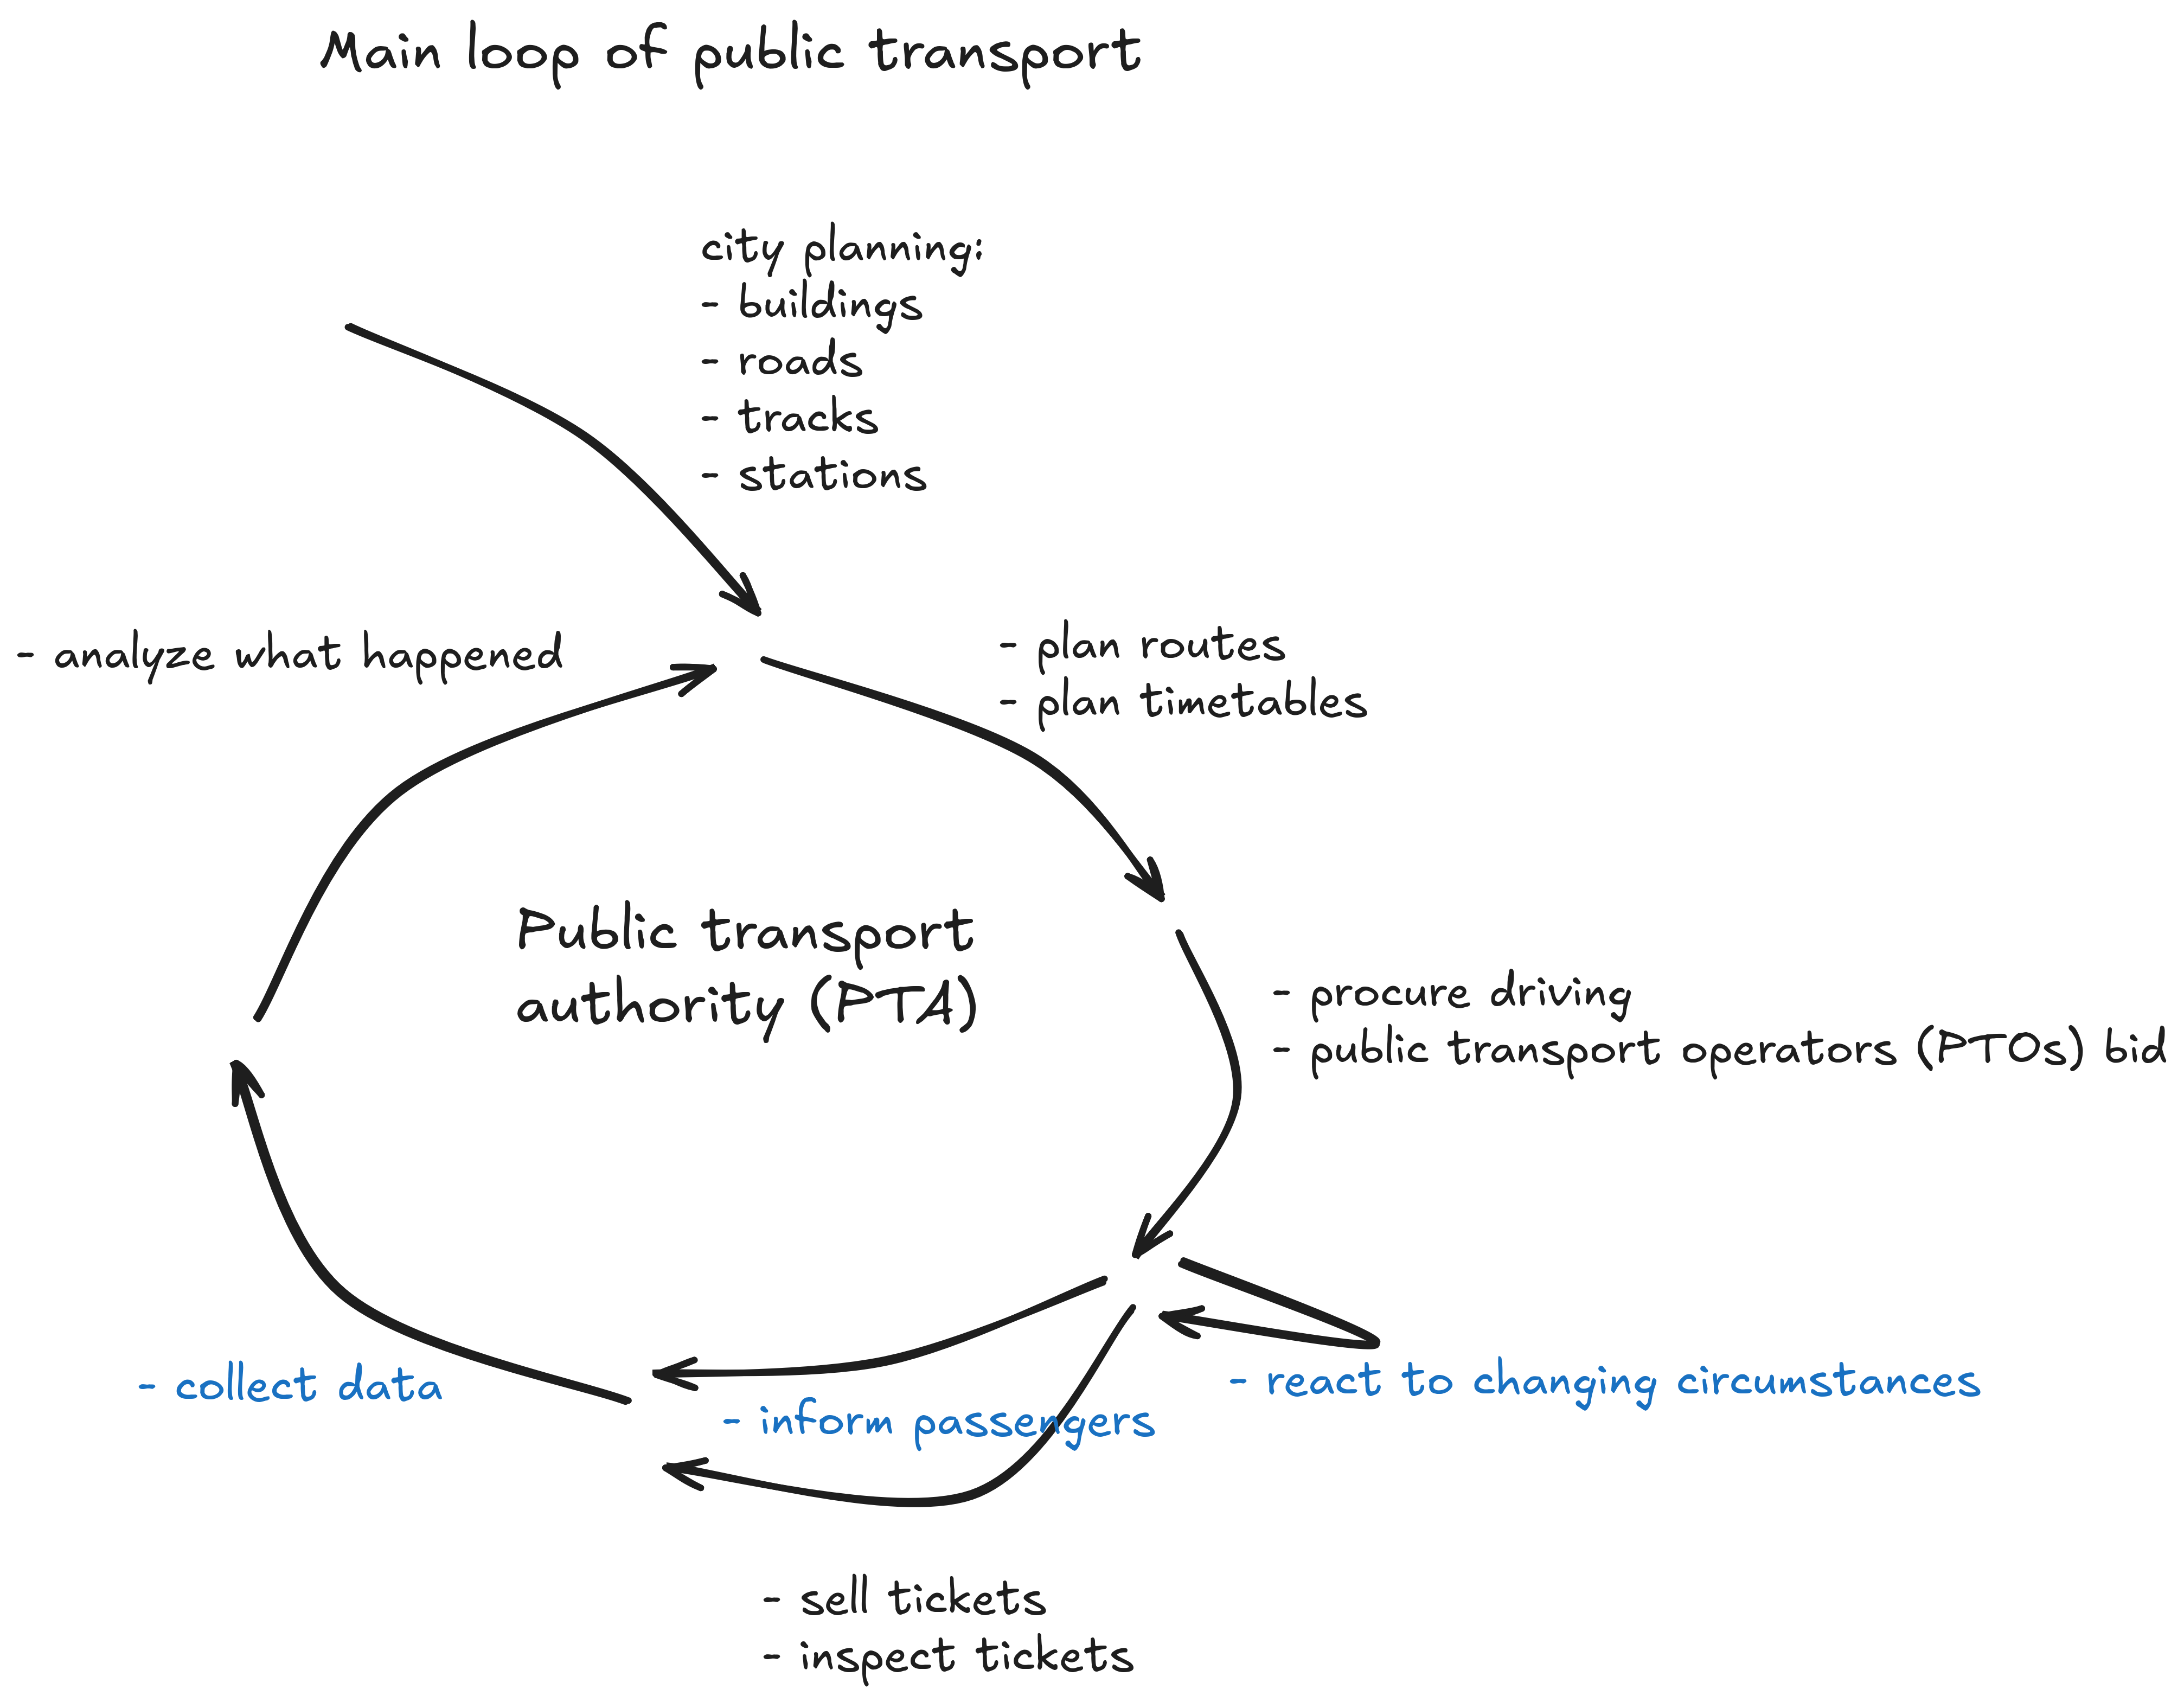 Main loop of public transport
city planning:
- buildings
- roads
- tracks
- stations
- analyze what happened
- plan routes
- plan timetables
Public transport
authority (PTA)
- procure driving
- public transport operators (PTOs) bid
- react to changing circumstances
- collect data
- inform passengers
- sell tickets
- inspect tickets